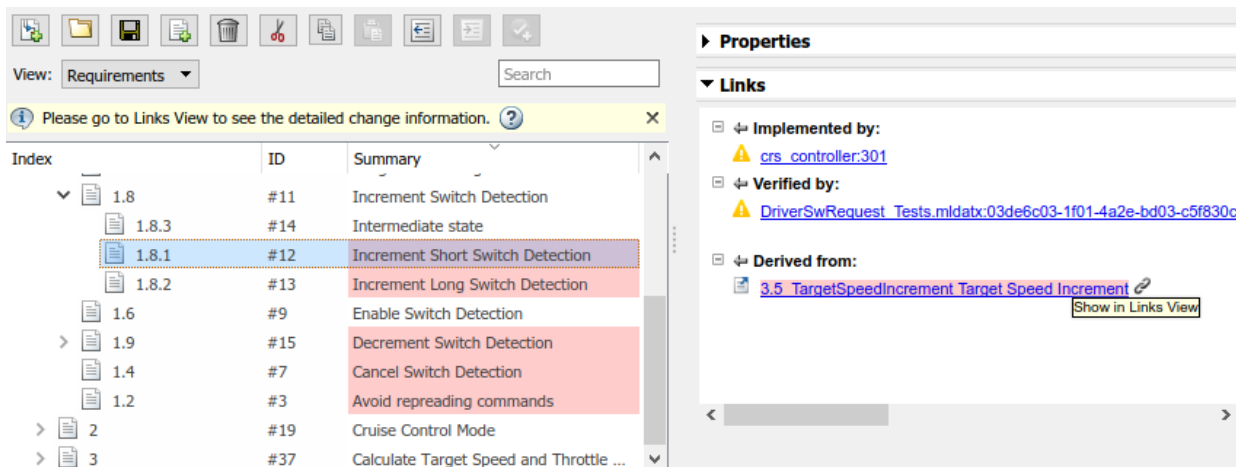 View: Requirements
Search
Please go to Links View to see the detailed change information.
Index ID Summary
1.8 #11 Increment Switch Detection
1.8.3 #14 Intermediate state
1.8.1 #12 Increment Short Switch Detection
1.8.2 #13 Increment Long Switch Detection
1.6 #9 Enable Switch Detection
1.9 #15 Decrement Switch Detection
1.4 #7 Cancel Switch Detection
1.2 #3 Avoid repreading commands
2 #19 Cruise Control Mode
3 #37 Calculate Target Speed and Throttle ...
Properties
Links
Implemented by:
crs_controller:301
Verified by:
DriverSwRequest_Tests.mldatx:03de6c03-1f01-4a2e-bd03-c5f830c
Derived from:
3.5 TargetSpeedIncrement Target Speed Increment
Show in Links View